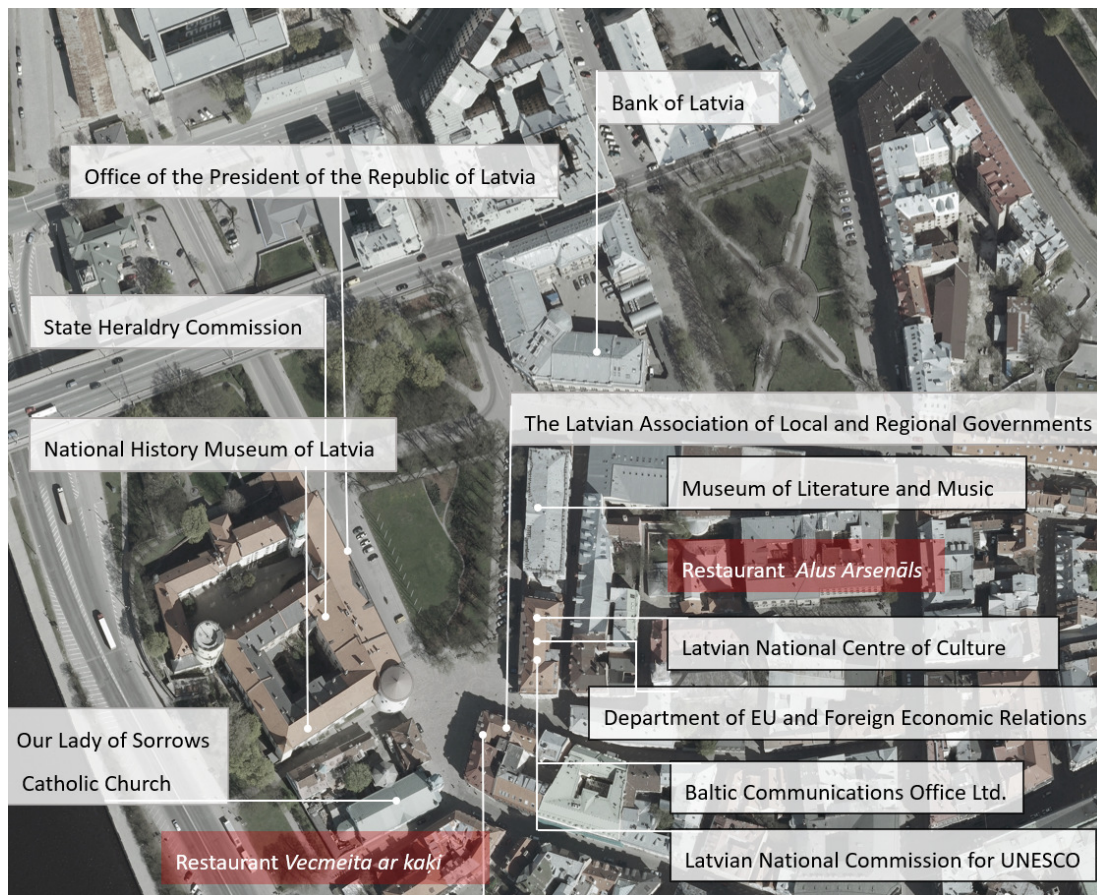 Bank of Latvia
Office of the President of the Republic of Latvia
State Heraldry Commission
The Latvian Association of Local and Regional Governments
National History Museum of Latvia
Museum of Literature and Music
Restaurant Alus Arsenāls
Latvian National Centre of Culture
Department of EU and Foreign Economic Relations
Our Lady of Sorrows
Catholic Church
Baltic Communications Office Ltd.
Restaurant Vecmeita ar kaķi
Latvian National Commission for UNESCO